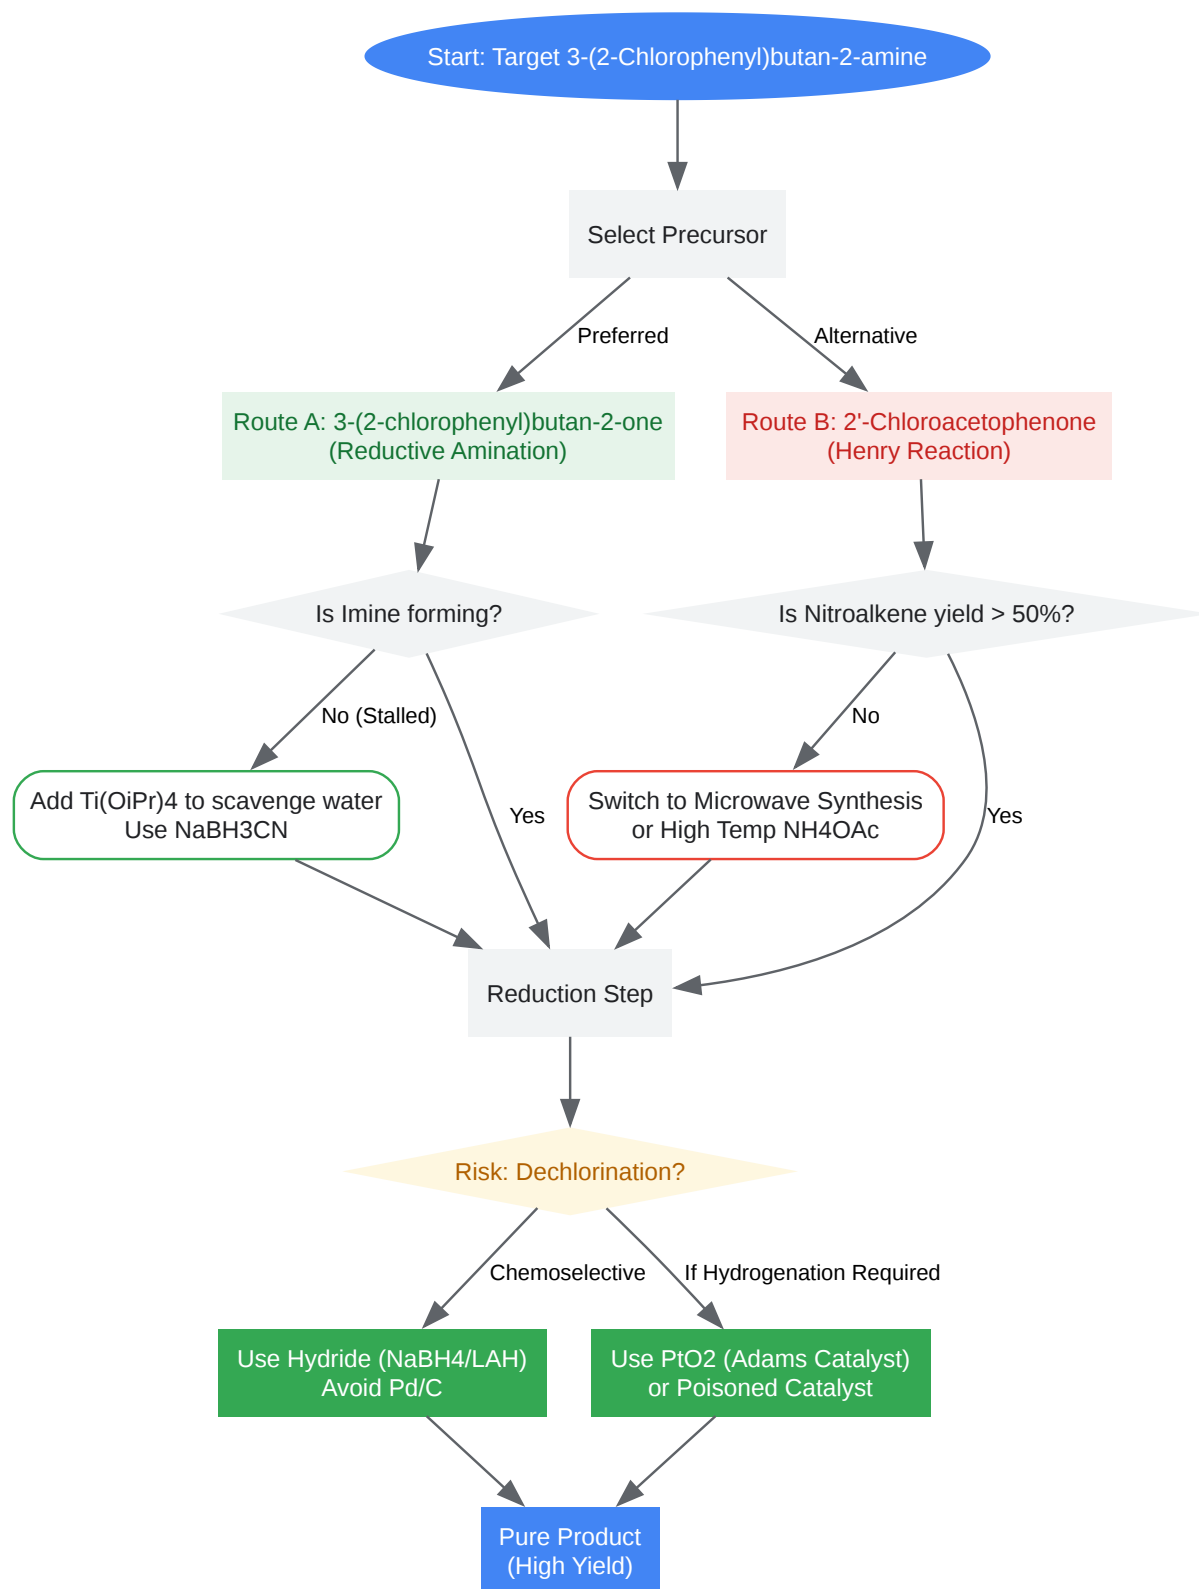 Start: Target 3-(2-Chlorophenyl)butan-2-amine
Select Precursor
Preferred
Alternative
Route A: 3-(2-chlorophenyl)butan-2-one
(Reductive Amination)
Route B: 2'-Chloroacetophenone
(Henry Reaction)
Is Imine forming?
Is Nitroalkene yield > 50%?
No (Stalled)
No
Add Ti(OiPr)4 to scavenge water
Use NaBH3CN
Yes
Switch to Microwave Synthesis
or High Temp NH4OAc
Yes
Reduction Step
Risk: Dechlorination?
Chemoselective
If Hydrogenation Required
Use Hydride (NaBH4/LAH)
Avoid Pd/C
Use PtO2 (Adams Catalyst)
or Poisoned Catalyst
Pure Product
(High Yield)